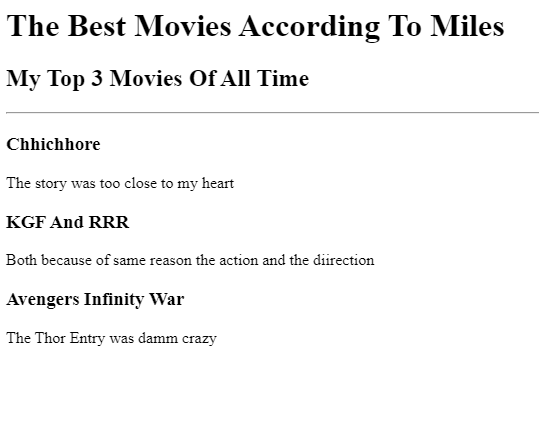 The Best Movies According To Miles
My Top 3 Movies Of All Time
Chhichhore
The story was too close to my heart
KGF And RRR
Both because of same reason the action and the diirection
Avengers Infinity War
The Thor Entry was damm crazy